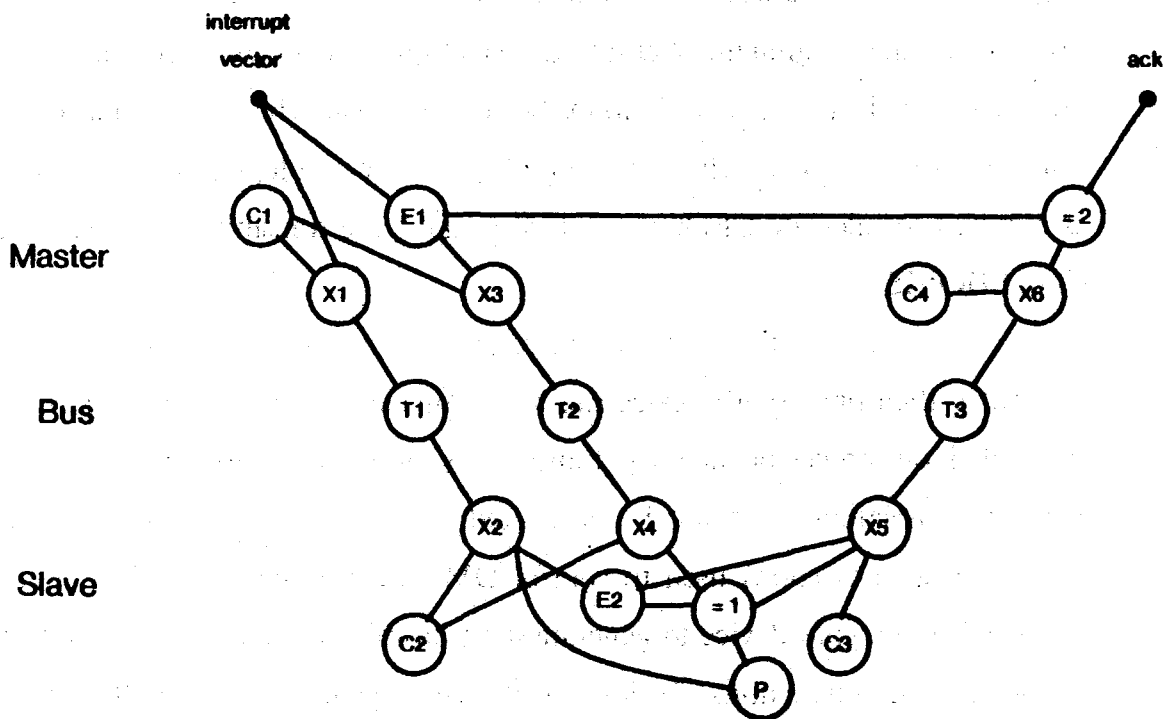 interrupt
vector
ack
C1
E1
= 2
Master
X1
X3
C4
X6
Bus
T1
T2
T3
X2
X4
X5
Slave
E2
= 1
C2
C3
P